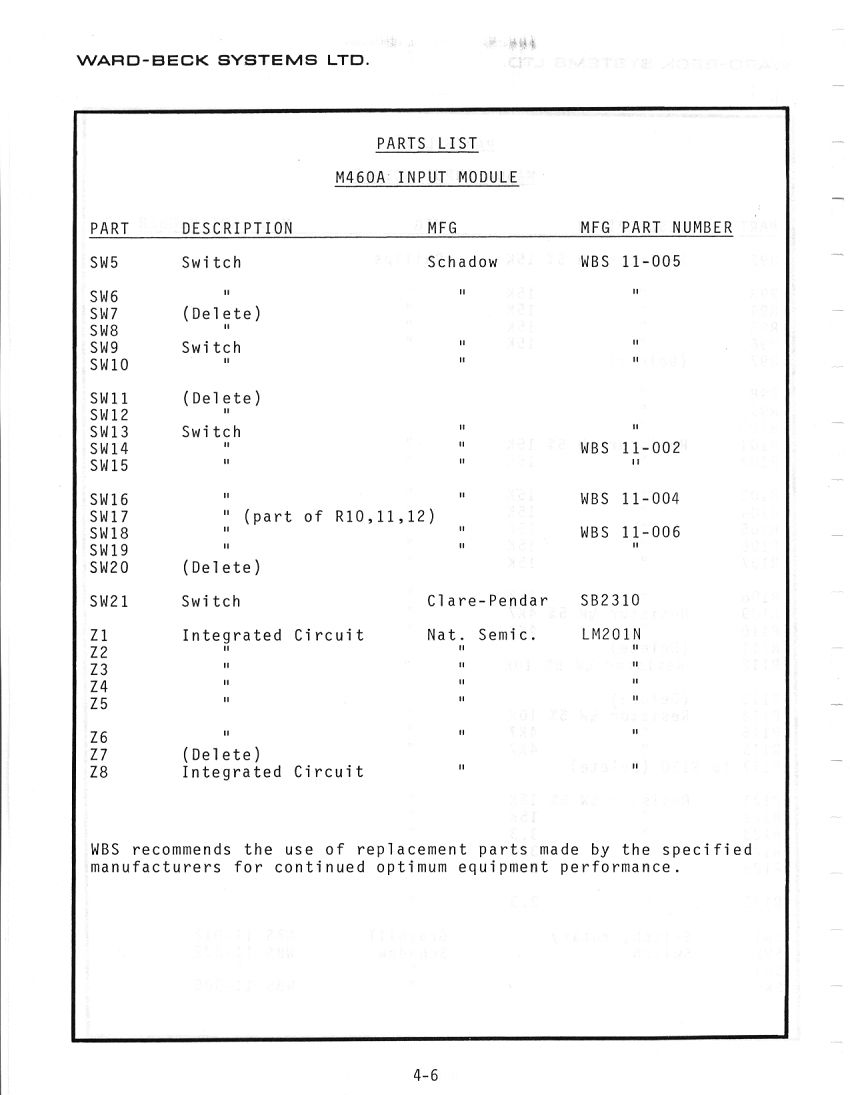 WARD-BECK SYSTEMS LTD.
PARTS LIST
M460A INPUT MODULE
PART DESCRIPTION MFG MFG PART NUMBER
SW5 Switch Schadow WBS 11-005
SW6 " " "
SW7 (Delete)
SW8 "
SW9 Switch " "
SW10 " " "
SW11 (Delete)
SW12 "
SW13 Switch " "
SW14 " " WBS 11-002
SW15 " " "
SW16 " " WBS 11-004
SW17 " (part of R10,11,12)
SW18 " " WBS 11-006
SW19 " " "
SW20 (Delete)
SW21 Switch Clare-Pendar SB2310
Z1 Integrated Circuit Nat. Semic. LM201N
Z2 " " "
Z3 " " "
Z4 " " "
Z5 " " "
Z6 " " "
Z7 (Delete)
Z8 Integrated Circuit " "
WBS recommends the use of replacement parts made by the specified
manufacturers for continued optimum equipment performance.
4-6